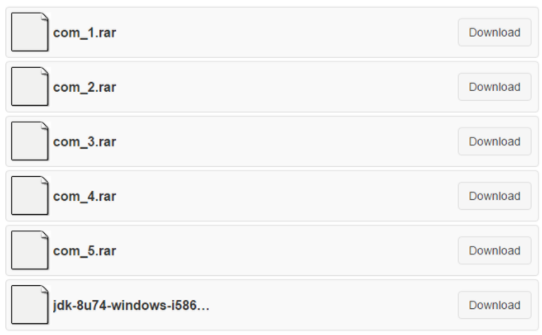 com_1.rar Download
com_2.rar Download
com_3.rar Download
com_4.rar Download
com_5.rar Download
jdk-8u74-windows-i586... Download